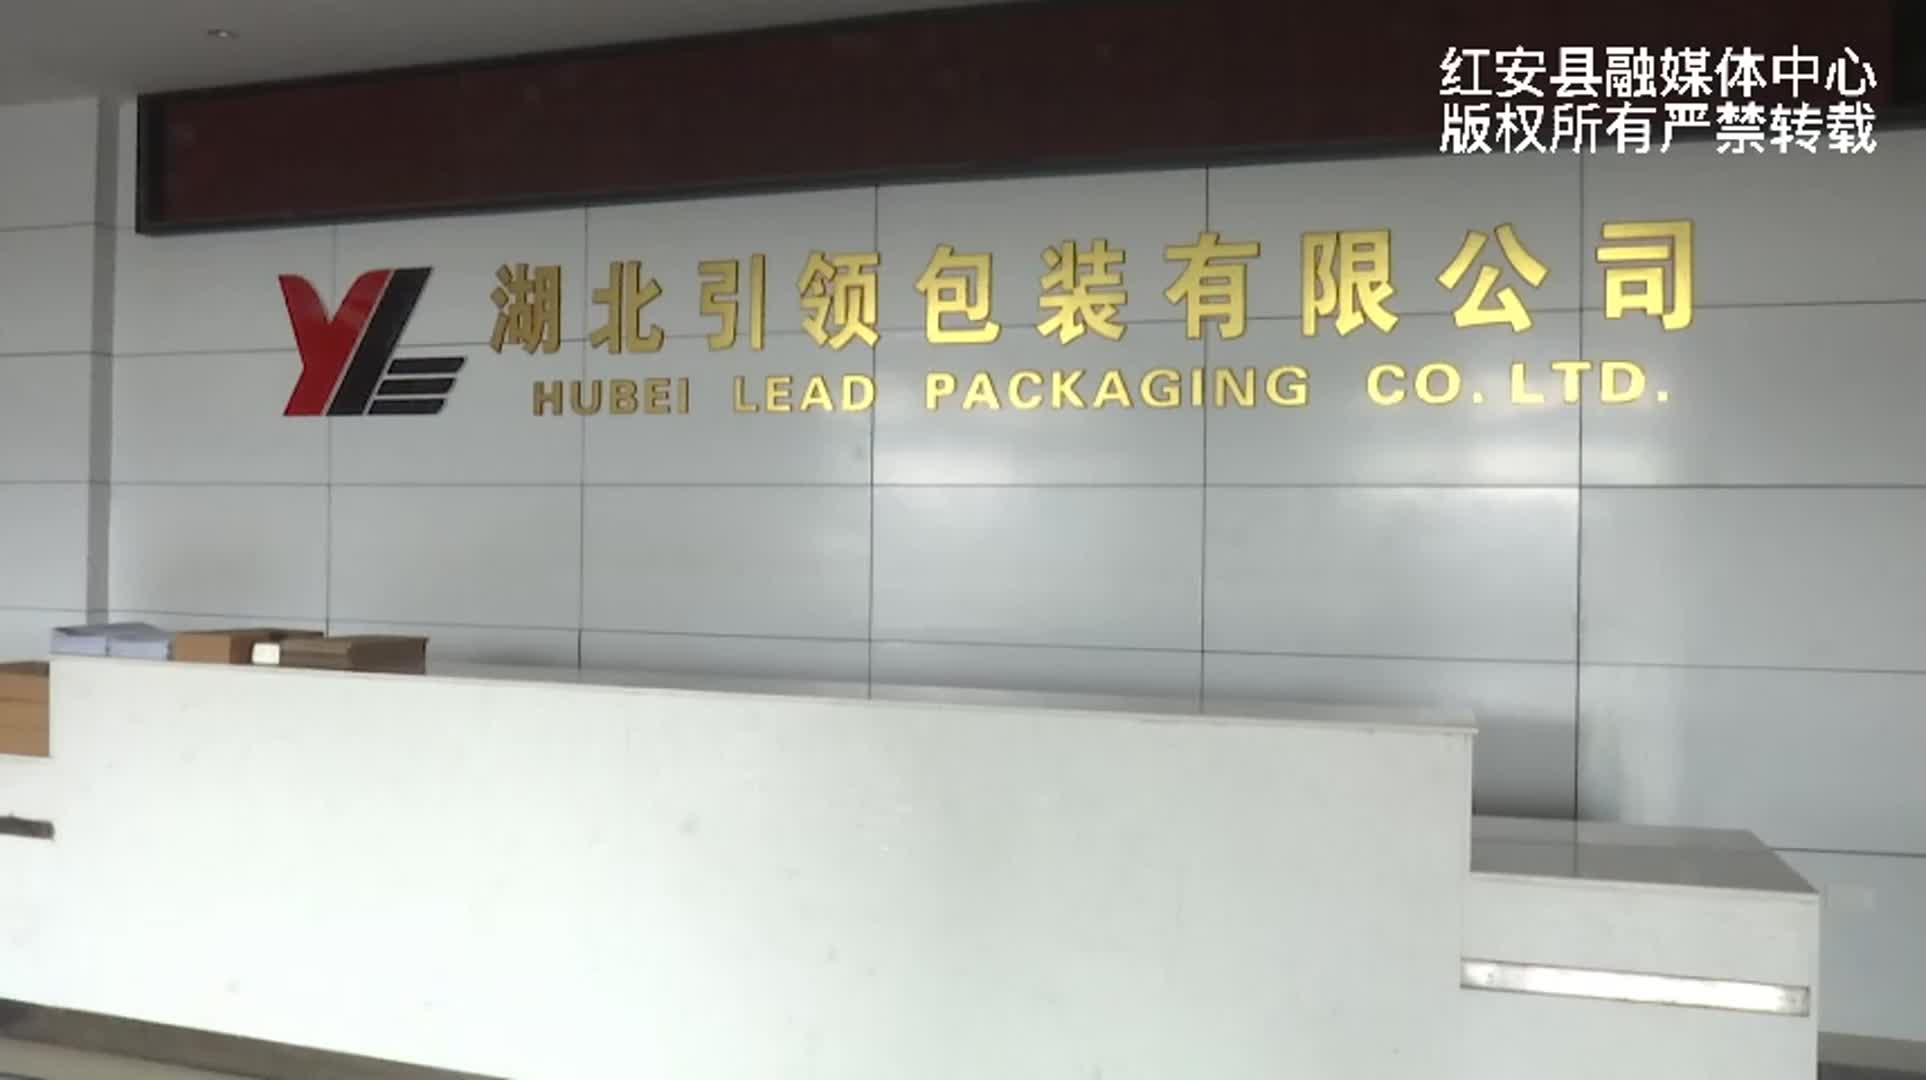 红安县融媒体中心
版权所有严禁转载
YL
湖北引领包装有限公司
HUBEI LEAD PACKAGING CO. LTD.